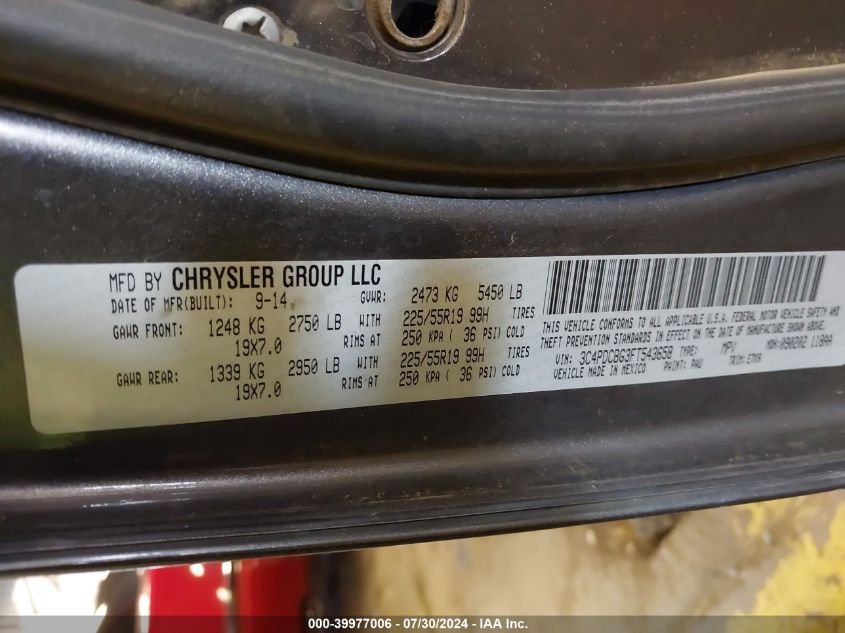 MFD BY CHRYSLER GROUP LLC
DATE OF MFR(BUILT): 9-14 GVWR: 2473 KG 5450 LB
GAWR FRONT: 1248 KG 2750 LB WITH 225/55R19 99H TIRES
19X7.0 RIMS AT 250 KPA ( 36 PSI) COLD
GAWR REAR: 1339 KG 2950 LB WITH 225/55R19 99H TIRES
19X7.0 RIMS AT 250 KPA ( 36 PSI) COLD
THIS VEHICLE CONFORMS TO ALL APPLICABLE U.S.A. FEDERAL MOTOR VEHICLE SAFETY AND
THEFT PREVENTION STANDARDS IN EFFECT ON THE DATE OF MANUFACTURE SHOWN ABOVE.
VIN: 3C4PDCBG3FT543658 TYPE: MPV MDH: 090202 11899
VEHICLE MADE IN MEXICO PAINT: PAU TRIM: E7X9
000-39977006 / 07/30/2024 - IAA Inc.